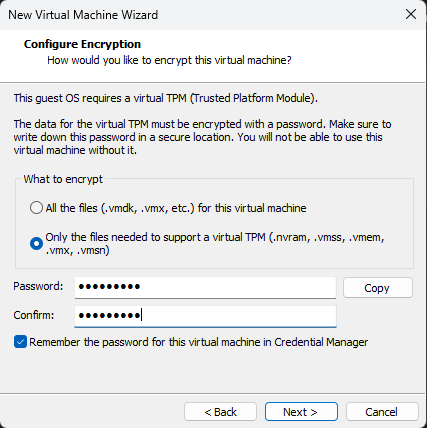 New Virtual Machine Wizard
Configure Encryption
How would you like to encrypt this virtual machine?
This guest OS requires a virtual TPM (Trusted Platform Module).
The data for the virtual TPM must be encrypted with a password. Make sure to
write down this password in a secure location. You will not be able to use this
virtual machine without it.
What to encrypt
All the files (.vmdk, .vmx, etc.) for this virtual machine
Only the files needed to support a virtual TPM (.nvram, .vmss, .vmem,
.vmx, .vmsn)
Password: ●●●●●●●●● Copy
Confirm: ●●●●●●●●●
Remember the password for this virtual machine in Credential Manager
< Back Next > Cancel